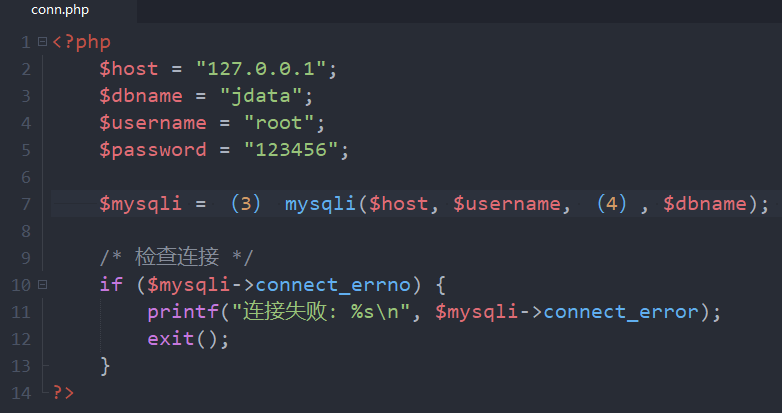 conn.php
1 <?php
2 $host = "127.0.0.1";
3 $dbname = "jdata";
4 $username = "root";
5 $password = "123456";
6
7 $mysqli = （3） mysqli($host, $username, （4）, $dbname);
8
9 /* 检查连接 */
10 if ($mysqli->connect_errno) {
11 printf("连接失败: %s\n", $mysqli->connect_error);
12 exit();
13 }
14 ?>